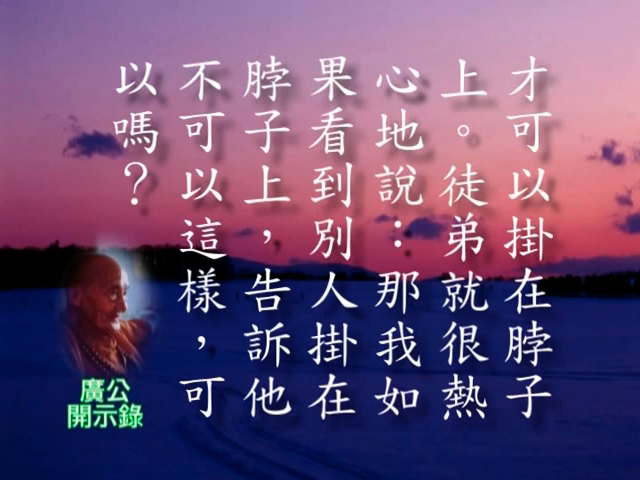 才可以掛在脖子
上。徒弟就很熱
心地說：那我如
果看到別人掛在
脖子上，告訴他
不可以這樣，可
以嗎？
廣公
開示錄